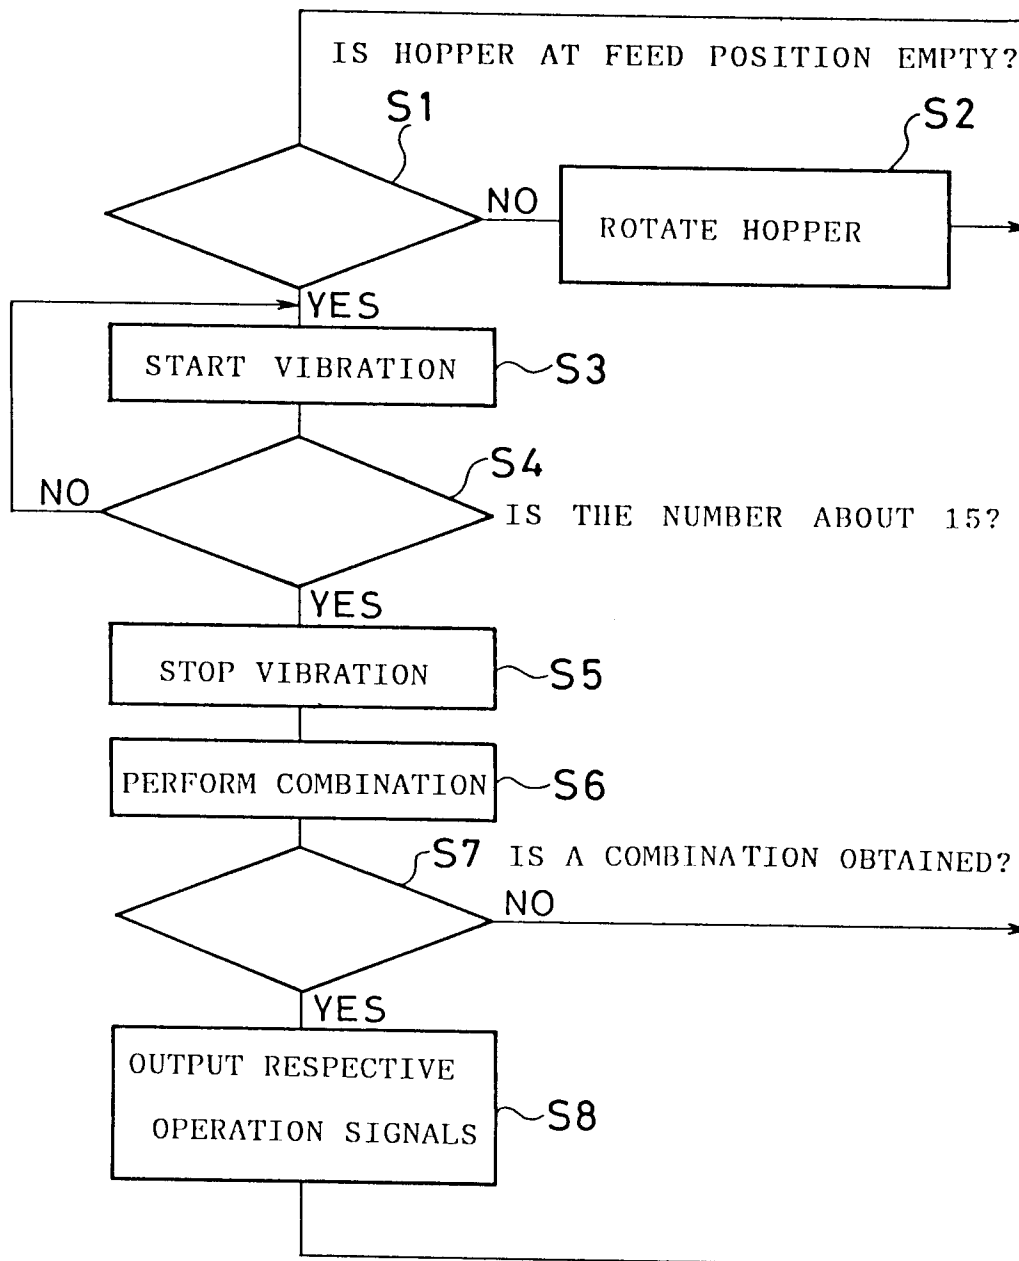 IS HOPPER AT FEED POSITION EMPTY?
S1
S2
NO
ROTATE HOPPER
YES
START VIBRATION
S3
S4
NO
IS THE NUMBER ABOUT 15?
YES
STOP VIBRATION
S5
PERFORM COMBINATION
S6
S7 IS A COMBINATION OBTAINED?
NO
YES
OUTPUT RESPECTIVE
OPERATION SIGNALS
S8